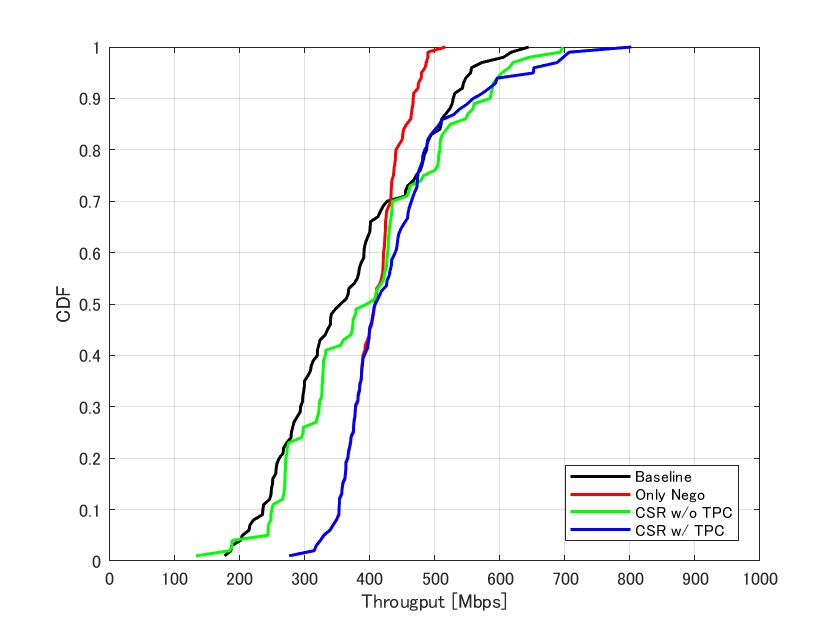 1
0.9
0.8
0.7
0.6
0.5
0.4
0.3
0.2
0.1
0
CDF
Baseline
Only Nego
CSR w/o TPC
CSR w/ TPC
0 100 200 300 400 500 600 700 800 900 1000
Througput [Mbps]